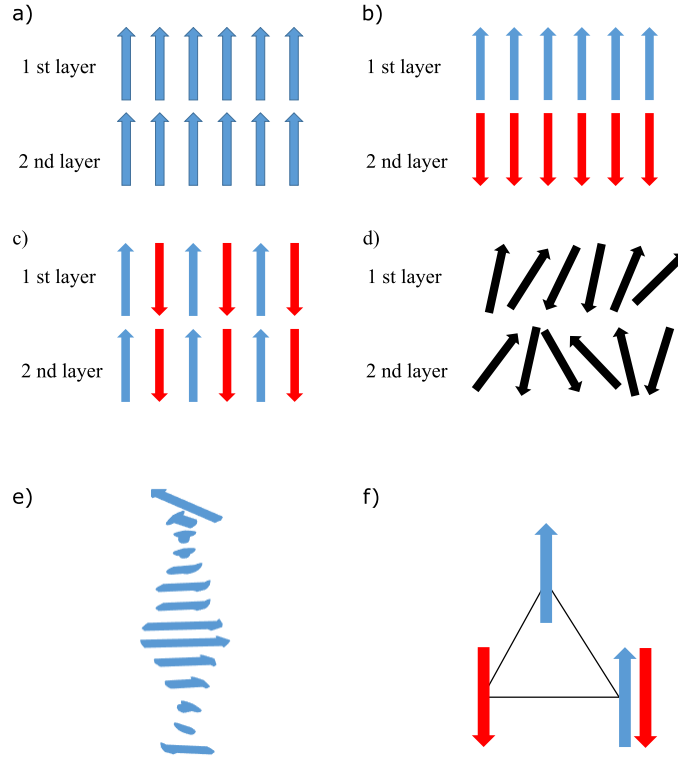 a)
1 st layer
2 nd layer
b)
1 st layer
2 nd layer
c)
1 st layer
2 nd layer
d)
1 st layer
2 nd layer
e)
f)